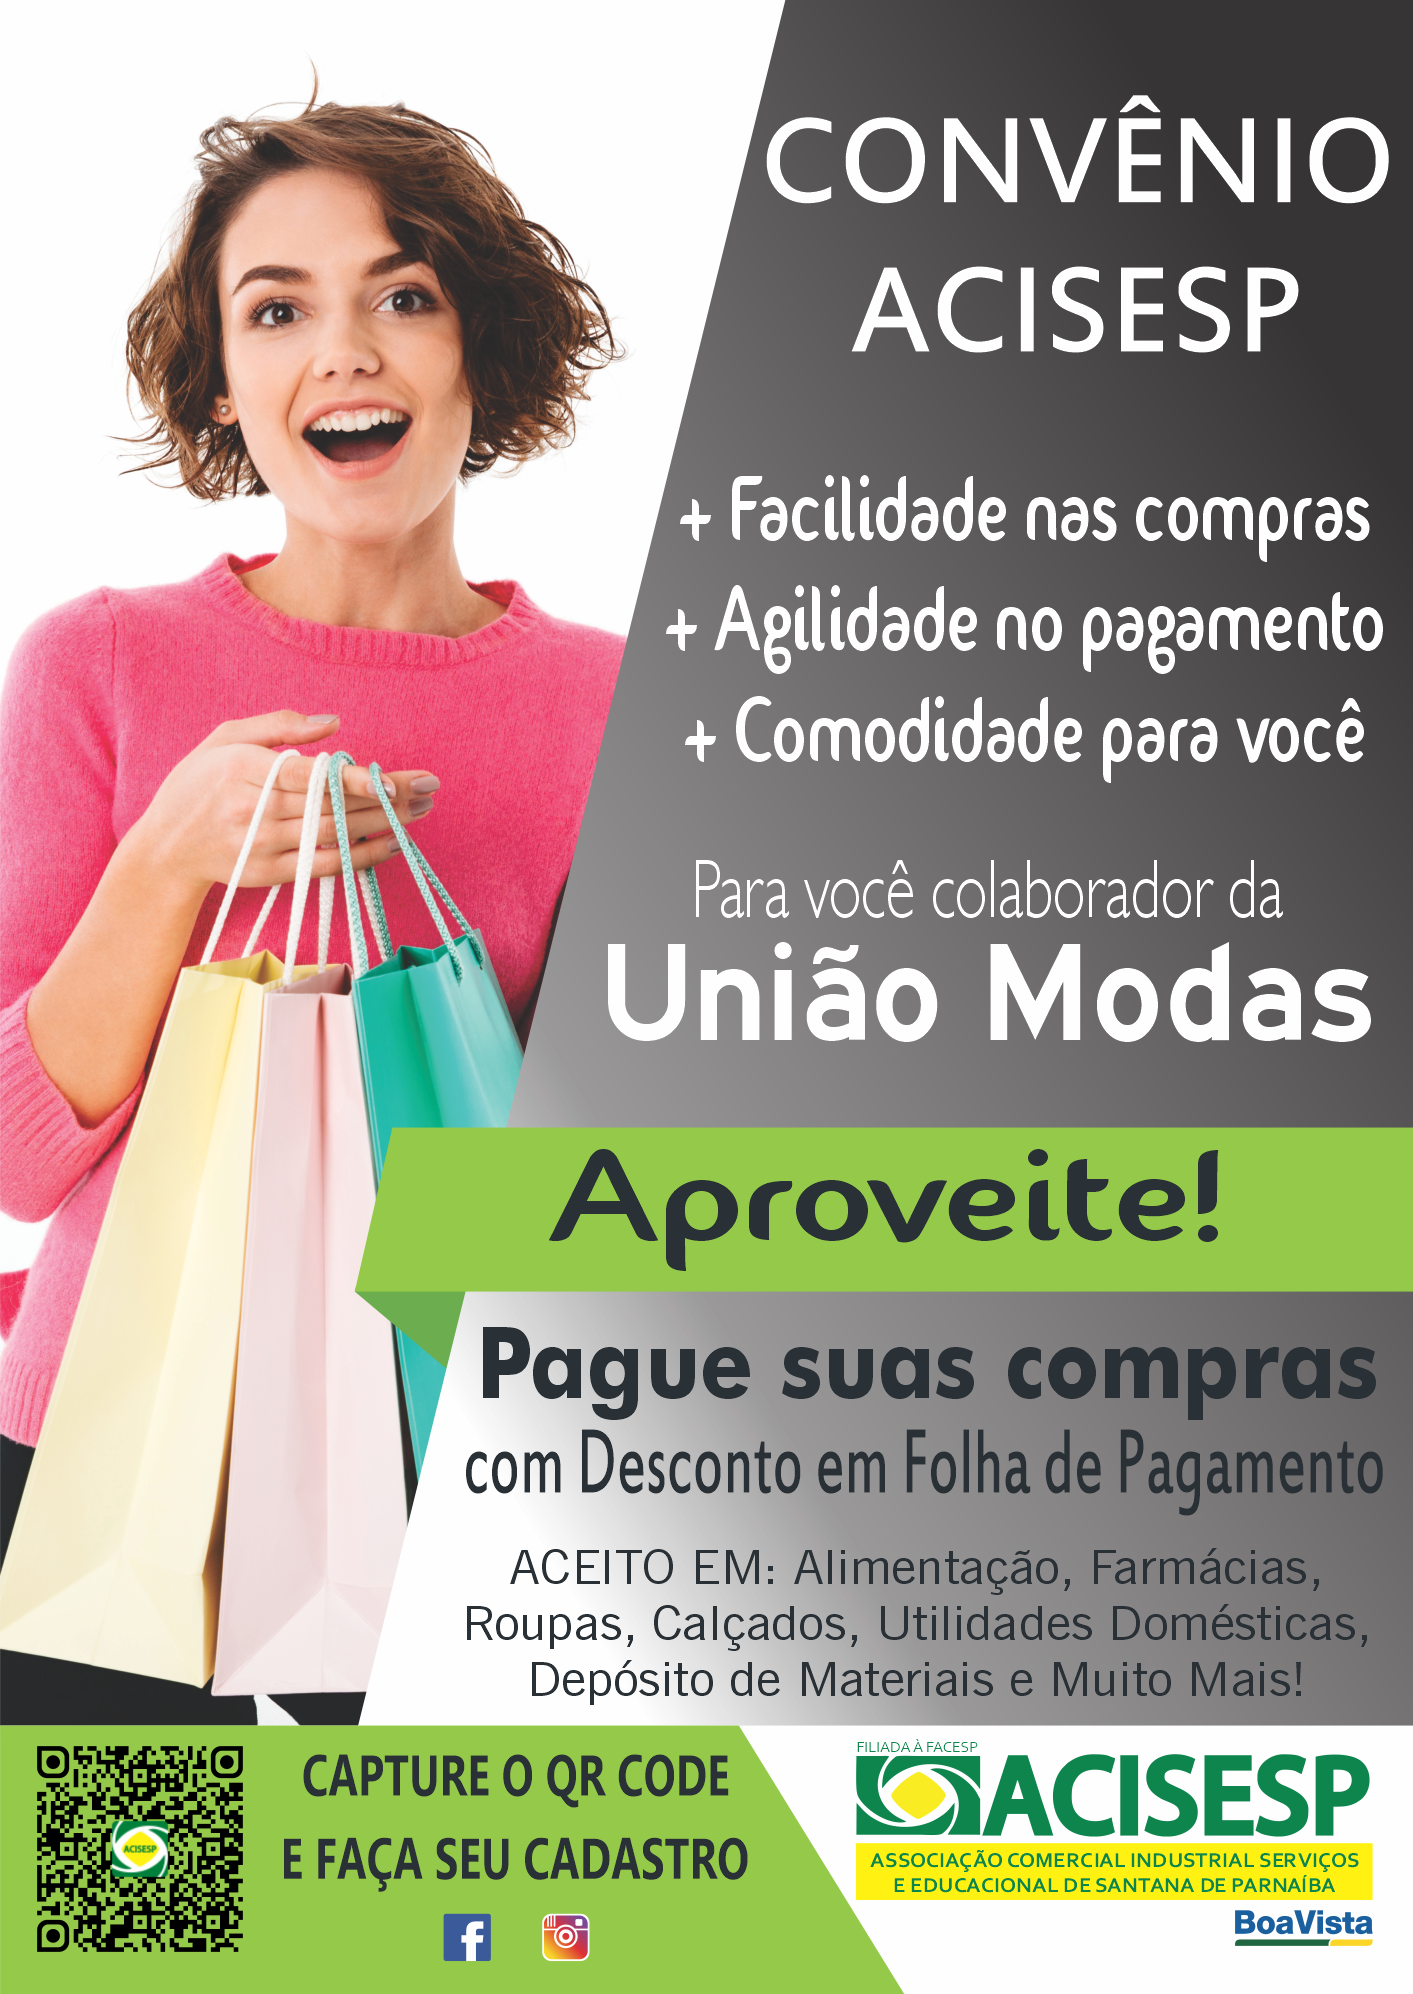 CONVÊNIO
ACISESP
+ Facilidade nas compras
+ Agilidade no pagamento
+ Comodidade para você
Para você colaborador da
União Modas
Aproveite!
Pague suas compras
com Desconto em Folha de Pagamento
ACEITO EM: Alimentação, Farmácias,
Roupas, Calçados, Utilidades Domésticas,
Depósito de Materiais e Muito Mais!
ACISESP
CAPTURE O QR CODE
E FAÇA SEU CADASTRO
FILIADA À FACESP
ACISESP
ASSOCIAÇÃO COMERCIAL INDUSTRIAL SERVIÇOS
E EDUCACIONAL DE SANTANA DE PARNAÍBA
BoaVista